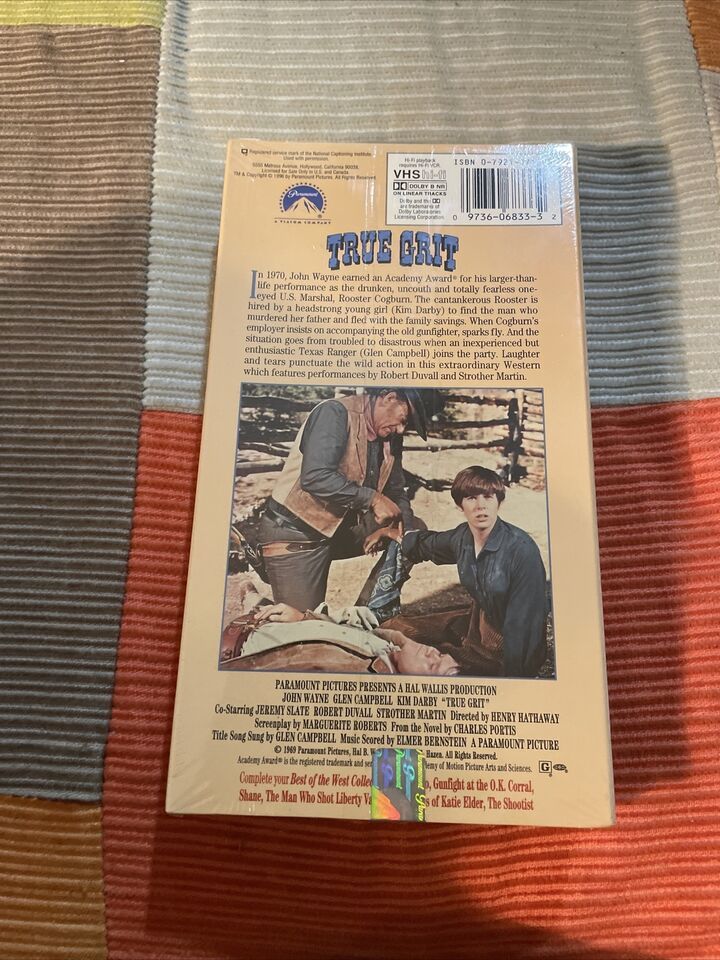 Registered service mark of the National Captioning Institute
Used with permission.
5555 Melrose Avenue, Hollywood, California 90038.
Licensed for Sale Only in U.S. and Canada.
TM & Copyright © 1996 by Paramount Pictures. All Rights Reserved
Paramount
A VIACOM COMPANY
Hi-Fi playback
requires Hi-Fi VCR.
VHS hi-fi
DOLBY B NR
ON LINEAR TRACKS
Dolby and the
are trademarks of
Dolby Laboratories
Licensing Corporation
ISBN 0-7921
0 9736-06833-3 2
TRUE GRIT
In 1970, John Wayne earned an Academy Award® for his larger-than-
life performance as the drunken, uncouth and totally fearless one-
eyed U.S. Marshal, Rooster Cogburn. The cantankerous Rooster is
hired by a headstrong young girl (Kim Darby) to find the man who
murdered her father and fled with the family savings. When Cogburn's
employer insists on accompanying the old gunfighter, sparks fly. And the
situation goes from troubled to disastrous when an inexperienced but
enthusiastic Texas Ranger (Glen Campbell) joins the party. Laughter
and tears punctuate the wild action in this extraordinary Western
which features performances by Robert Duvall and Strother Martin.
PARAMOUNT PICTURES PRESENTS A HAL WALLIS PRODUCTION
JOHN WAYNE GLEN CAMPBELL KIM DARBY "TRUE GRIT"
Co-Starring JEREMY SLATE ROBERT DUVALL STROTHER MARTIN Directed by HENRY HATHAWAY
Screenplay by MARGUERITE ROBERTS From the Novel by CHARLES PORTIS
Title Song Sung by GLEN CAMPBELL Music Scored by ELMER BERNSTEIN A PARAMOUNT PICTURE
© 1969 Paramount Pictures, Hal B. Hazen. All Rights Reserved.
Academy Award® is the registered trademark and of Motion Picture Arts and Sciences.
G
Complete your Best of the West Gunfight at the O.K. Corral,
Shane, The Man Who Shot Liberty of Katie Elder, The Shootist
Paramount